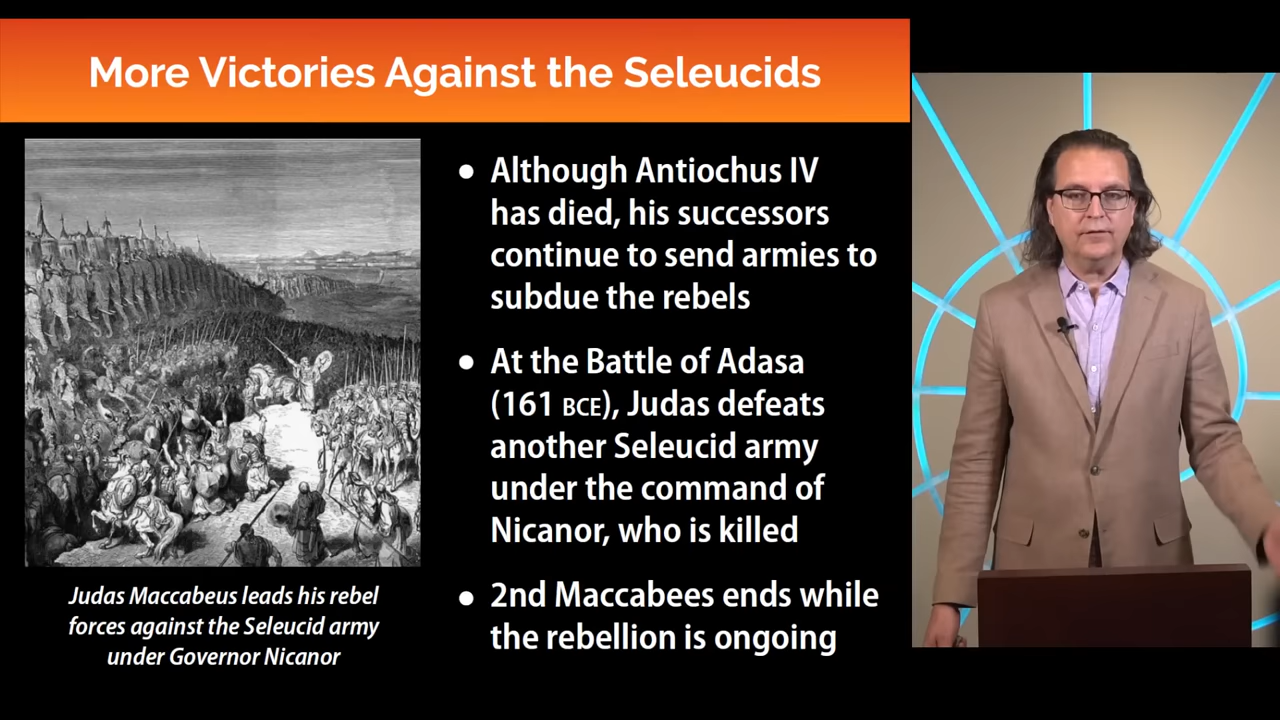 More Victories Against the Seleucids
● Although Antiochus IV
has died, his successors
continue to send armies to
subdue the rebels
● At the Battle of Adasa
(161 BCE), Judas defeats
another Seleucid army
under the command of
Nicanor, who is killed
● 2nd Maccabees ends while
the rebellion is ongoing
Judas Maccabeus leads his rebel
forces against the Seleucid army
under Governor Nicanor